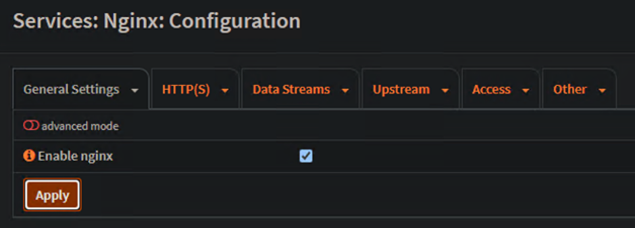 Services: Nginx: Configuration
General Settings HTTP(S) Data Streams Upstream Access Other
advanced mode
Enable nginx
Apply